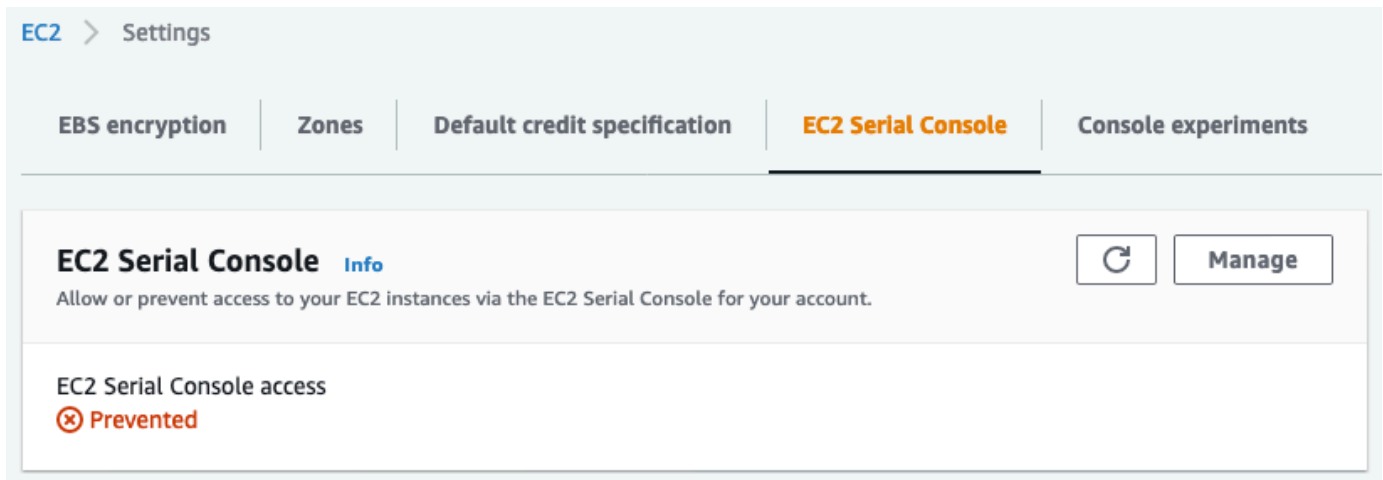 EC2 > Settings
EBS encryption Zones Default credit specification EC2 Serial Console Console experiments
EC2 Serial Console Info Manage
Allow or prevent access to your EC2 instances via the EC2 Serial Console for your account.
EC2 Serial Console access
Prevented